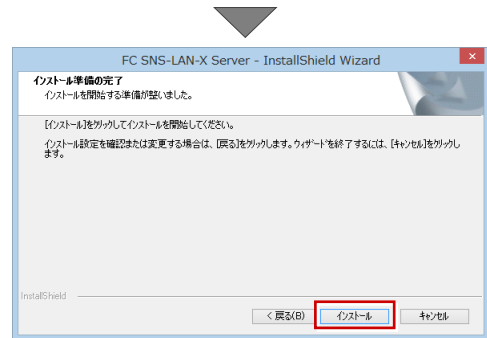 FC SNS-LAN-X Server - InstallShield Wizard
インストール準備の完了
インストールを開始する準備が整いました。
[インストール]をクリックしてインストールを開始してください。
インストール設定を確認または変更する場合は、[戻る]をクリックします。ウィザードを終了するには、[キャンセル]をクリックし
ます。
InstallShield
< 戻る(B) インストール キャンセル